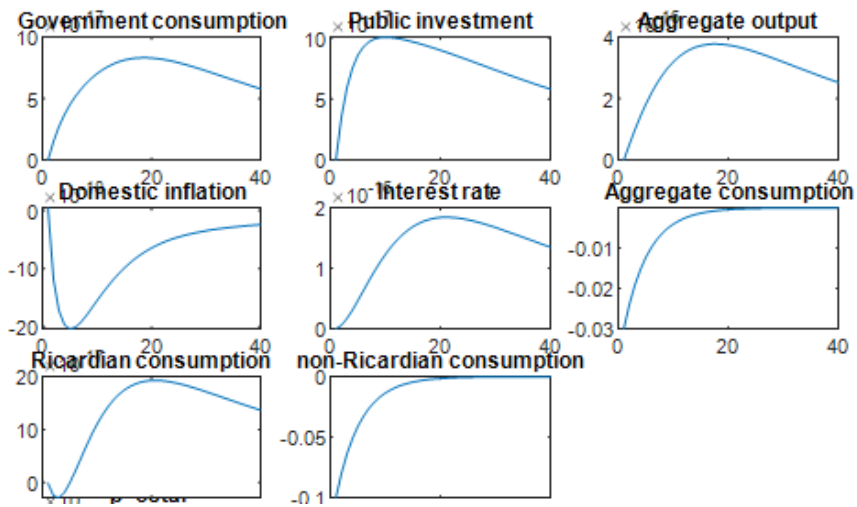 Government consumption
Public investment
Aggregate output
10
5
0
0 20 40
10
5
0
0 20 40
4
2
0
0 20 40
Domestic inflation
Interest rate
Aggregate consumption
0
-10
-20
0 20 40
2 ×10
1
0
0 20 40
-0.01
-0.02
-0.03
0 20 40
Ricardian consumption
non-Ricardian consumption
20
10
0
0
-0.05
-0.1